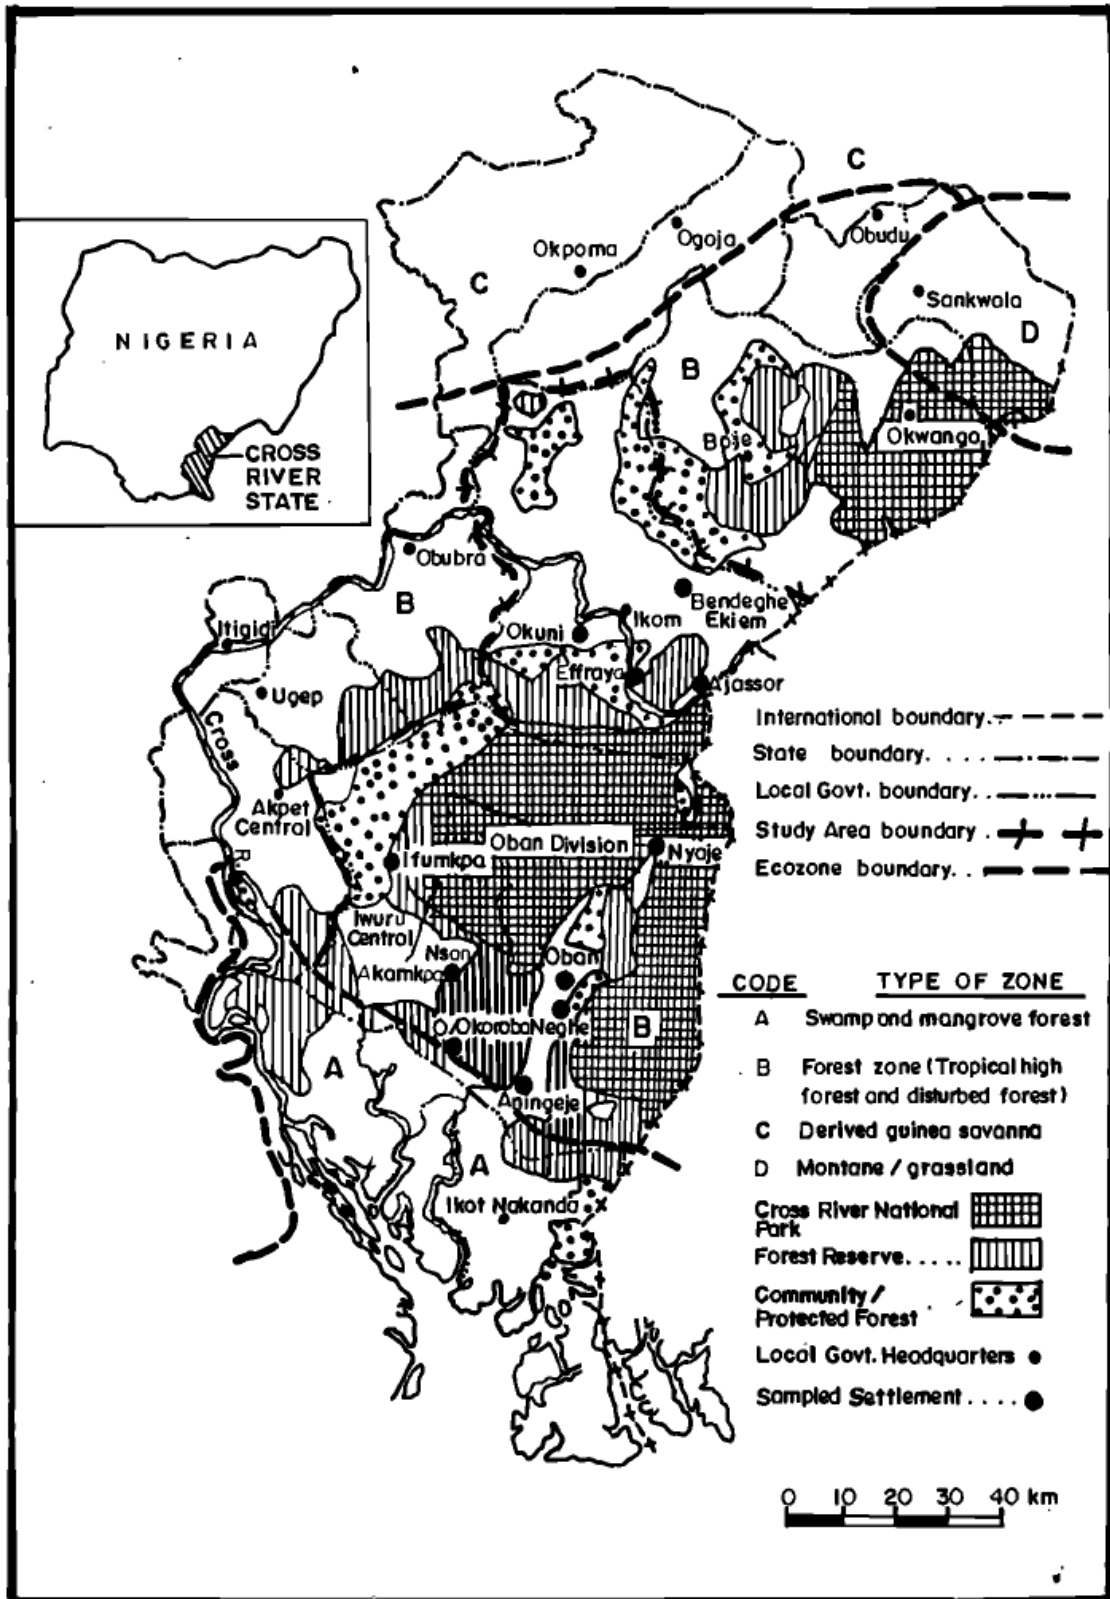 C
Ogoja
Obudu
Okpoma
C
Sankwala
D
NIGERIA
B
CROSS
RIVER
STATE
Boje
Okwango
Obubra
Bendeghe
Ekiem
B
Ikom
Itigidi
Okuni
Effraya
Ajassor
Ugep
Cross
R.
Akpet
Central
Oban Division
Nyaje
Ifumkpa
Iwuru
Central
Nsan
Akamkpa
Oban
Okoroba
Neghe
B
A
Aningeje
A
Ikot Nakanda
International boundary..
State boundary. . . .
Local Govt. boundary. .
Study Area boundary .
Ecozone boundary. . .
CODE TYPE OF ZONE
A Swamp and mangrove forest
B Forest zone (Tropical high
forest and disturbed forest)
C Derived guinea savanna
D Montane / grassland
Cross River National
Park
Forest Reserve. . . . .
Community /
Protected Forest
Local Govt. Headquarters
Sampled Settlement . . . .
0 10 20 30 40 km